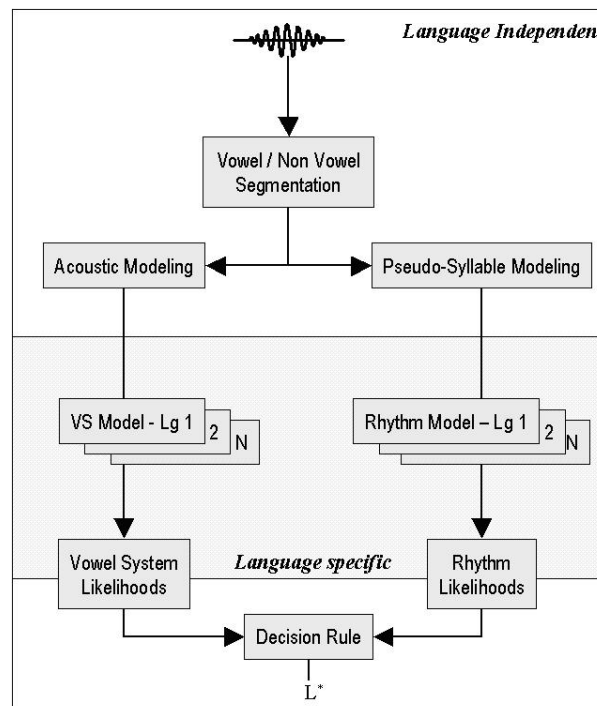 Language Independen
Vowel / Non Vowel
Segmentation
Acoustic Modeling
Pseudo-Syllable Modeling
VS Model - Lg 1
2
N
Rhythm Model – Lg 1
2
N
Vowel System
Likelihoods
Language specific
Rhythm
Likelihoods
Decision Rule
L*